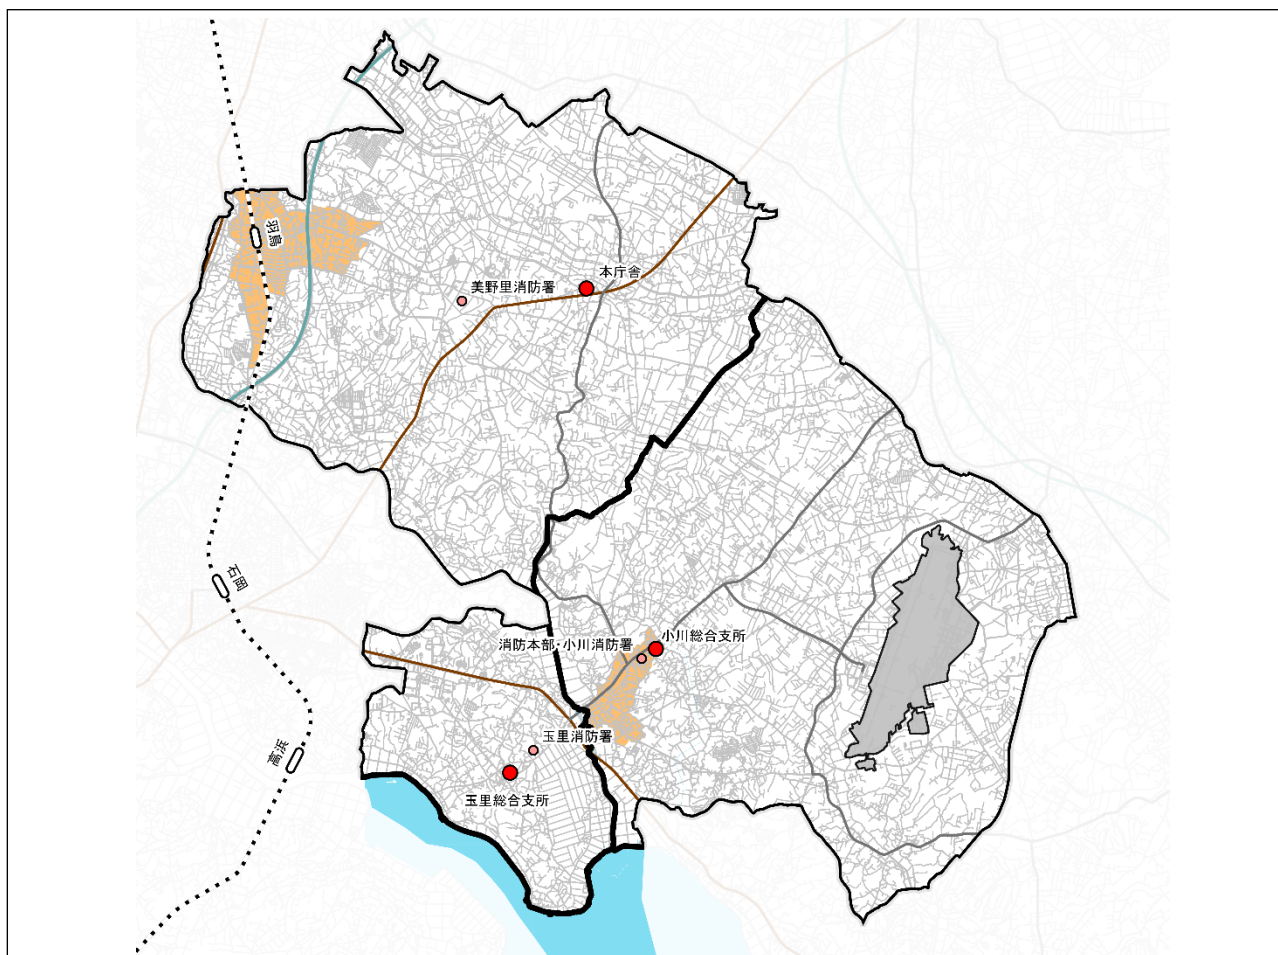 羽鳥
本庁舎
美野里消防署
石岡
小川総合支所
消防本部・小川消防署
玉里消防署
高浜
玉里総合支所